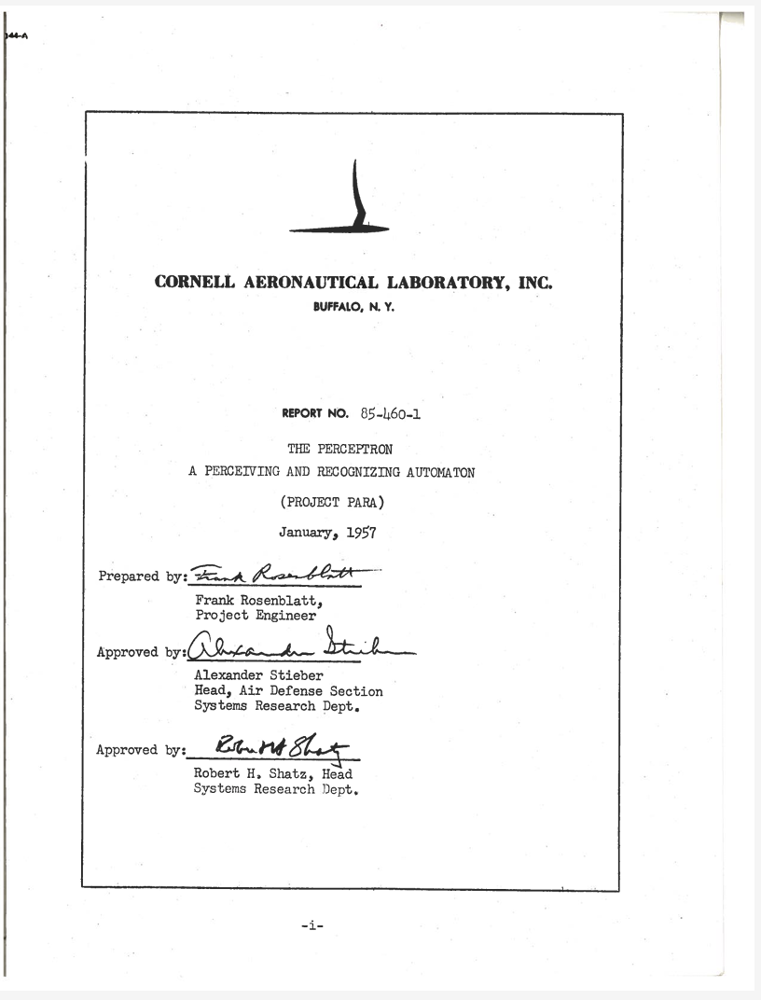 144-A
CORNELL AERONAUTICAL LABORATORY, INC.
BUFFALO, N. Y.
REPORT NO. 85-460-1
THE PERCEPTRON
A PERCEIVING AND RECOGNIZING AUTOMATON
(PROJECT PARA)
January, 1957
Prepared by: Frank Rosenblatt
Frank Rosenblatt,
Project Engineer
Approved by: Alexander Stieber
Alexander Stieber
Head, Air Defense Section
Systems Research Dept.
Approved by: Robert H Shatz
Robert H. Shatz, Head
Systems Research Dept.
-i-